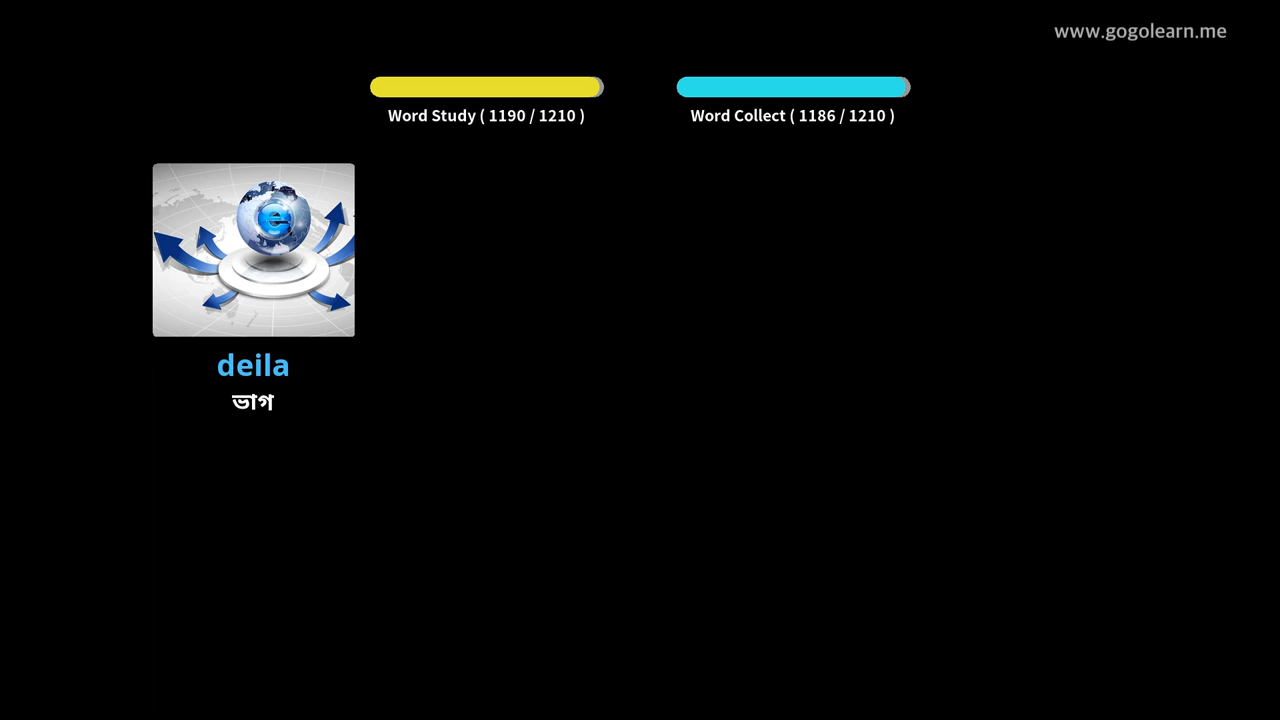 www.gogolearn.me
Word Study ( 1190 / 1210 )
Word Collect ( 1186 / 1210 )
e
deila
ভাগ